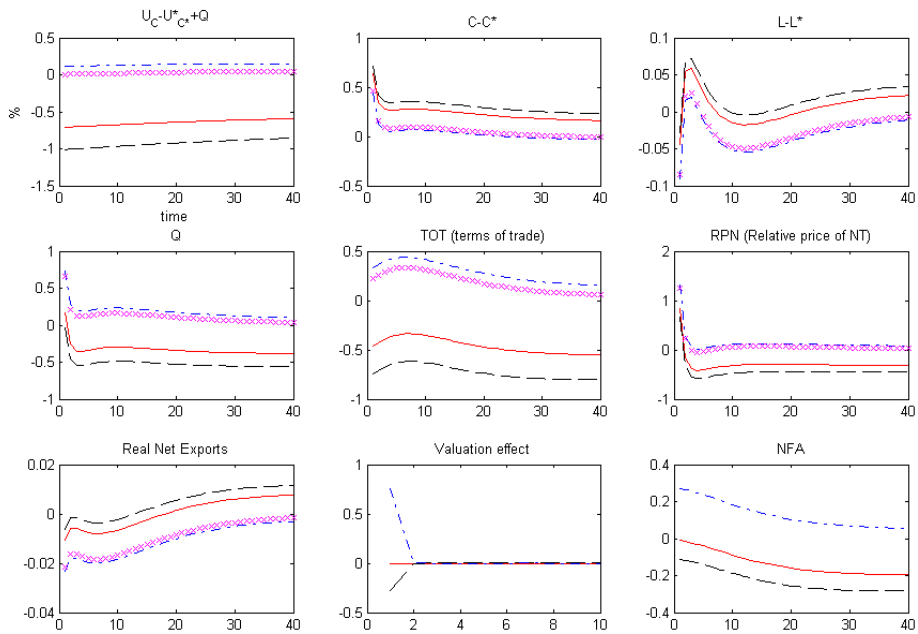 U_C-U*_C*+Q
0.5
0
-0.5
-1
-1.5
%
0 10 20 30 40
time
C-C*
1
0.5
0
-0.5
0 10 20 30 40
L-L*
0.1
0.05
0
-0.05
-0.1
0 10 20 30 40
Q
1
0.5
0
-0.5
-1
0 10 20 30 40
TOT (terms of trade)
0.5
0
-0.5
-1
0 10 20 30 40
RPN (Relative price of NT)
2
1
0
-1
0 10 20 30 40
Real Net Exports
0.02
0
-0.02
-0.04
0 10 20 30 40
Valuation effect
1
0.5
0
-0.5
0 2 4 6 8 10
NFA
0.4
0.2
0
-0.2
-0.4
0 10 20 30 40